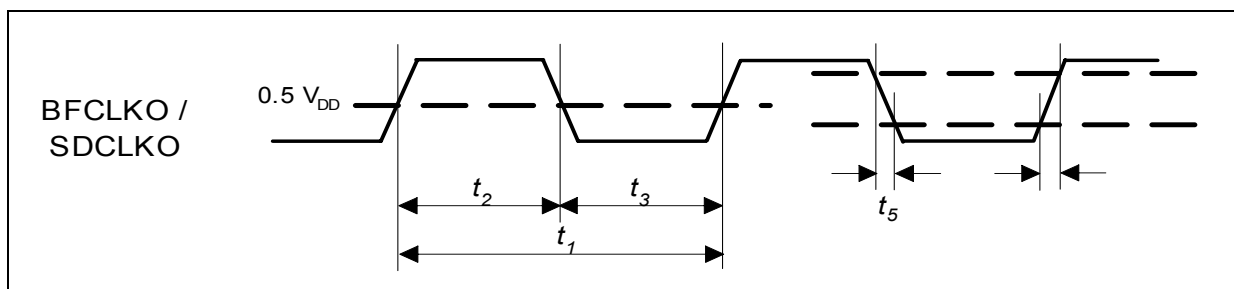 BFCLKO /
SDCLKO
0.5 VDD
t2
t3
t1
t5